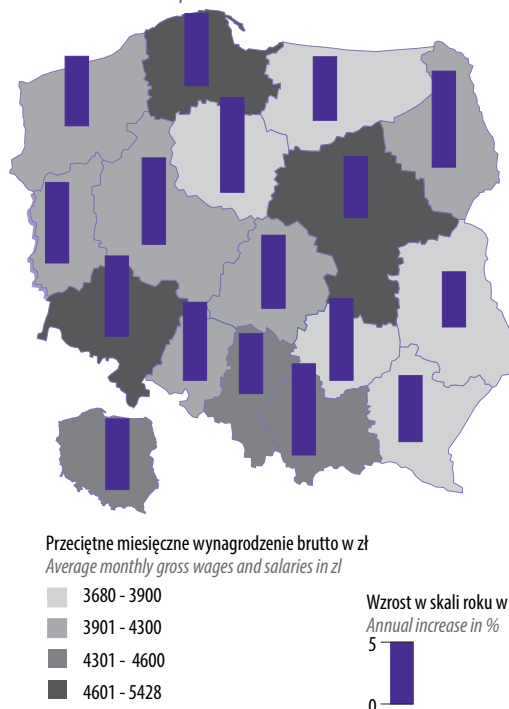 Przeciętne miesięczne wynagrodzenie brutto w zł
Average monthly gross wages and salaries in zl
3680 - 3900
3901 - 4300
4301 - 4600
4601 - 5428
Wzrost w skali roku w
Annual increase in %
5
0